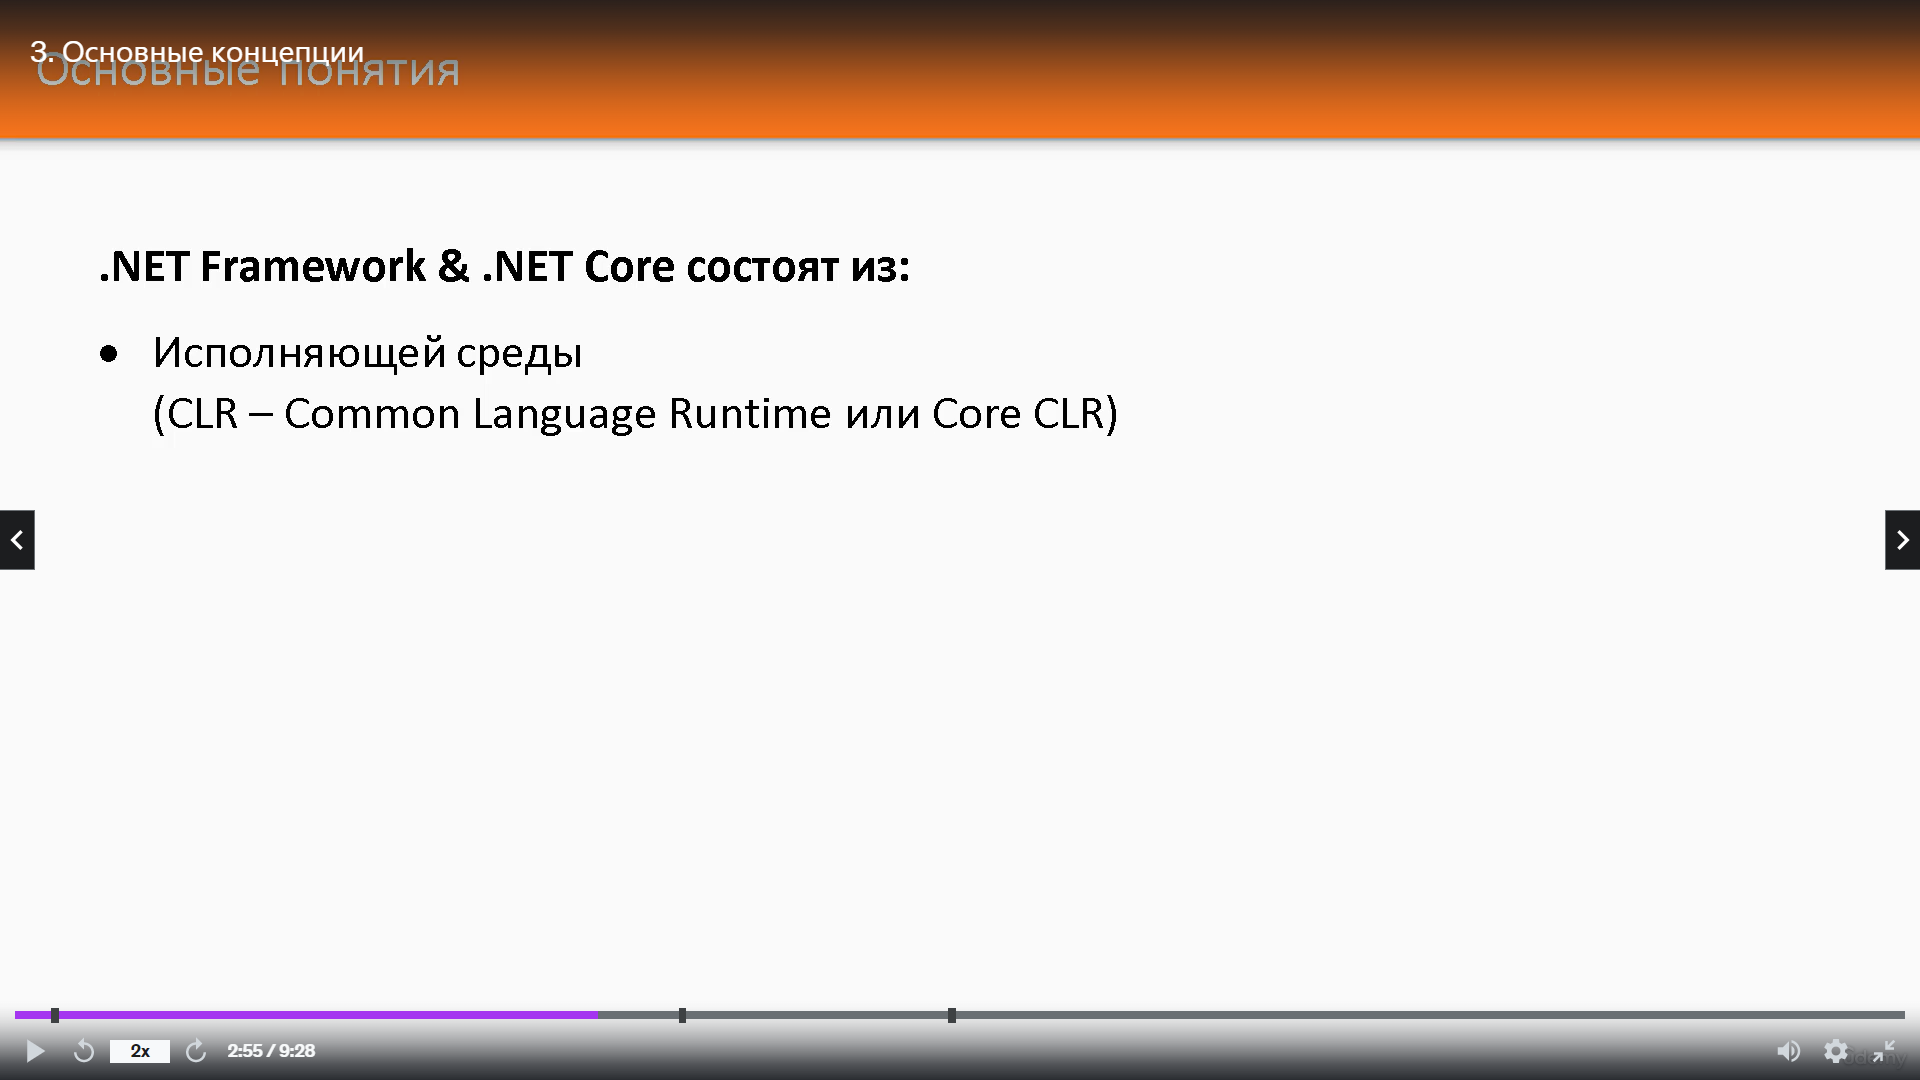 3. Основные концепции
Основные понятия
.NET Framework & .NET Core состоят из:
• Исполняющей среды
(CLR – Common Language Runtime или Core CLR)
2x
2:55 / 9:28